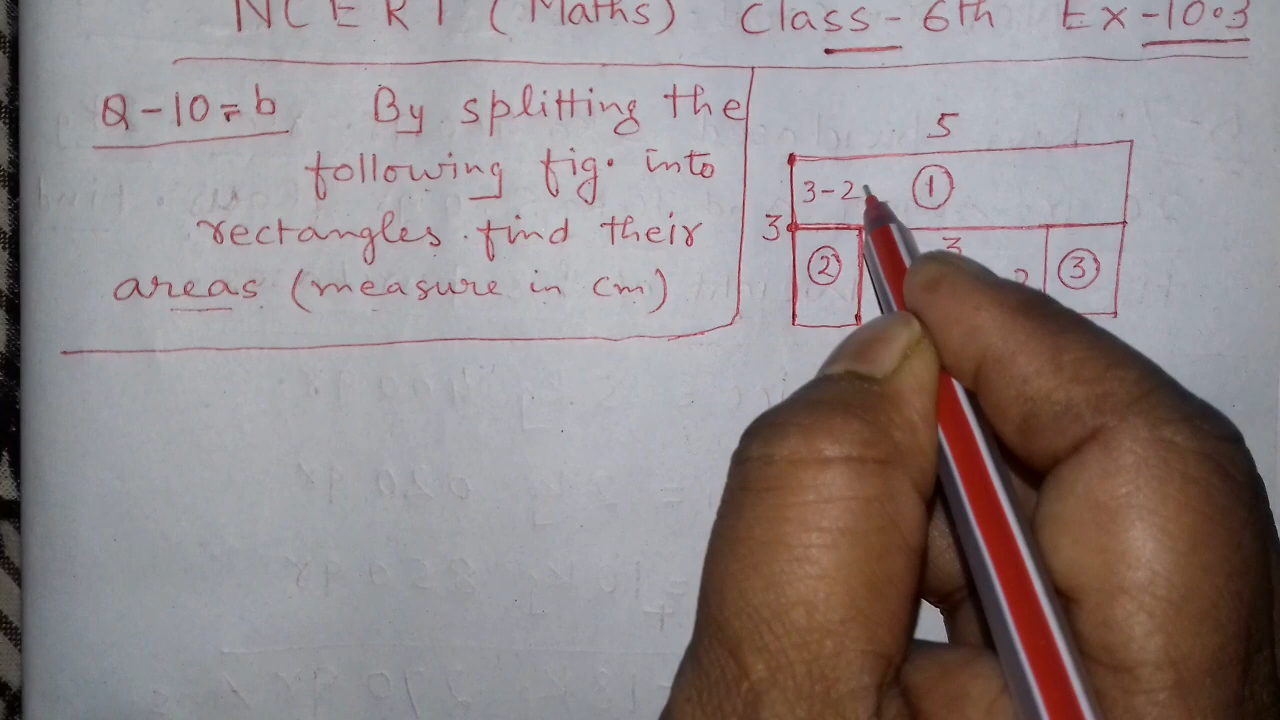 NCERT (Maths) Class-6th Ex-10.3
Q-10=b By splitting the
following fig. into
rectangles. find their
areas (measure in cm)
5
3-2 ①
3
② 3 2 ③